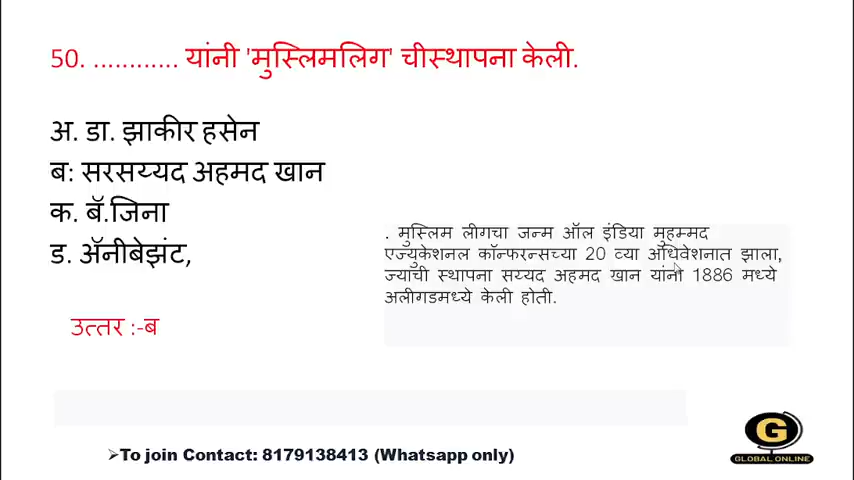 50. ............ यांनी 'मुस्लिमलिग' चीस्थापना केली.
अ. डा. झाकीर हसेन
ब: सरसय्यद अहमद खान
क. बॅ.जिना
ड. ॲनीबेझंट,
. मुस्लिम लीगचा जन्म ऑल इंडिया मुहम्मद
एज्युकेशनल कॉन्फरन्सच्या 20 व्या अधिवेशनात झाला,
ज्याची स्थापना सय्यद अहमद खान यांनी 1886 मध्ये
अलीगडमध्ये केली होती.
उत्तर :-ब
➢To join Contact: 8179138413 (Whatsapp only)
G
GLOBAL ONLINE